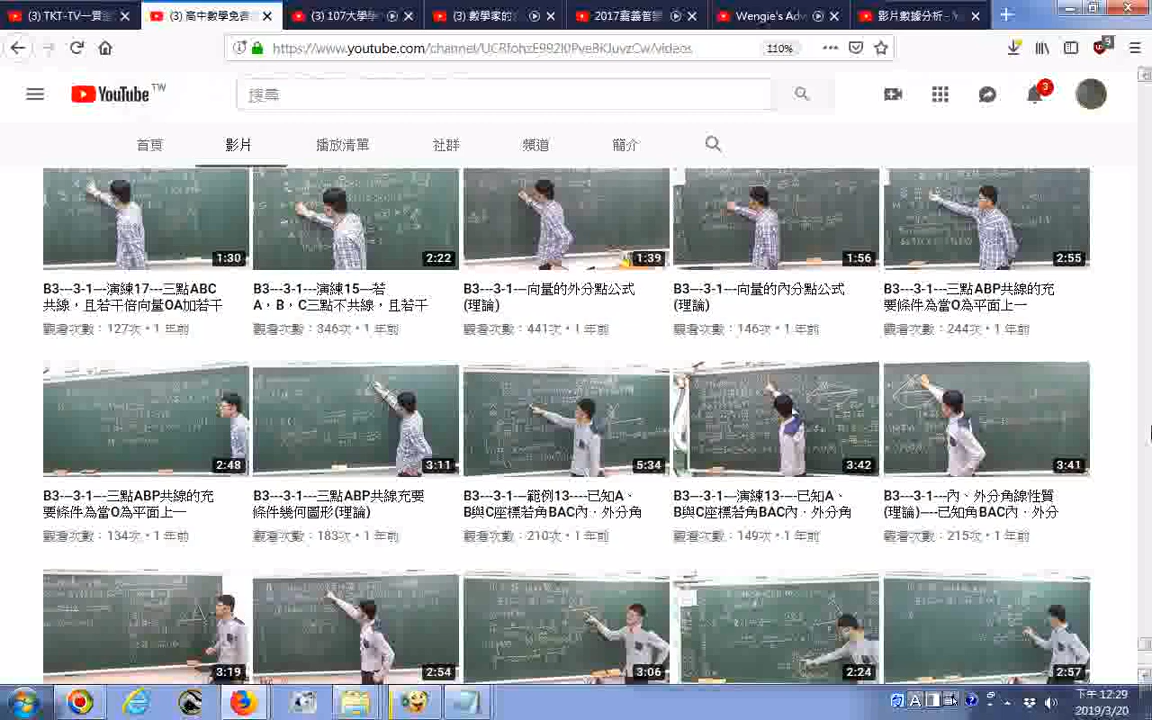 (3) TKT-TV一貫
(3) 高中數學免
(3) 107大學
(3) 數學家的
2017嘉義
Wengie's Adv
影片數據分析 - Y
https://www.youtube.com/channel/
110%
9
YouTube TW
搜尋
3
首頁
影片
播放清單
社群
頻道
簡介
1:30
2:22
1:39
1:56
2:55
B3---3-1---演練17---三點ABC
共線，且若干倍向量OA加若干
觀看次數：127次・1 年前
B3---3-1---演練15---若
A，B，C三點不共線，且若干
觀看次數：346次・1 年前
B3---3-1---向量的外分點公式
(理論)
觀看次數：441次・1 年前
B3---3-1---向量的內分點公式
(理論)
觀看次數：146次・1 年前
B3---3-1---三點ABP共線的充
要條件為當O為平面上一
觀看次數：244次・1 年前
2:48
3:11
5:34
3:42
3:41
B3---3-1---三點ABP共線的充
要條件為當O為平面上一
觀看次數：134次・1 年前
B3---3-1---三點ABP共線充要
條件幾何圖形(理論)
觀看次數：183次・1 年前
B3---3-1---範例13----已知A、
B與C座標若角BAC內．外分角
觀看次數：210次・1 年前
B3---3-1---演練13----已知A、
B與C座標若角BAC內．外分角
觀看次數：149次・1 年前
B3---3-1---內、外分角線性質
(理論)----已知角BAC內．外分
觀看次數：215次・1 年前
3:19
2:54
3:06
2:24
2:57
下午 12:29
2019/3/20